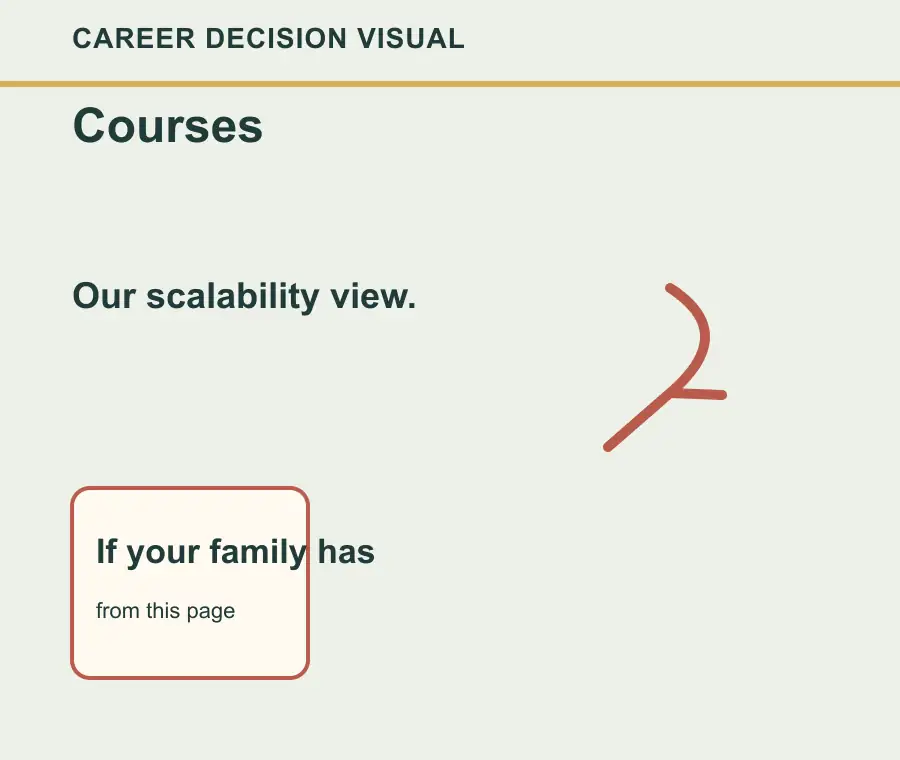 CAREER DECISION VISUAL
Courses
Our scalability view.
If your family has
from this page